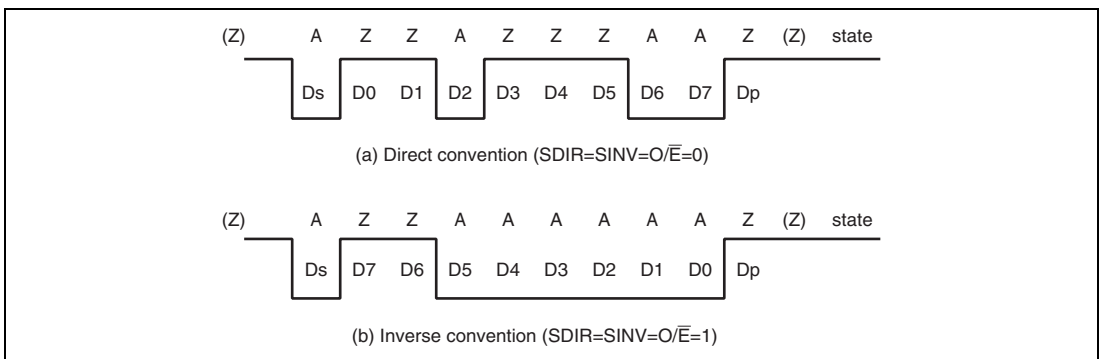 (Z) A Z Z A Z Z Z A A Z (Z) state
Ds D0 D1 D2 D3 D4 D5 D6 D7 Dp
(a) Direct convention (SDIR=SINV=O/E̅=0)
(Z) A Z Z A A A A A A Z (Z) state
Ds D7 D6 D5 D4 D3 D2 D1 D0 Dp
(b) Inverse convention (SDIR=SINV=O/E̅=1)